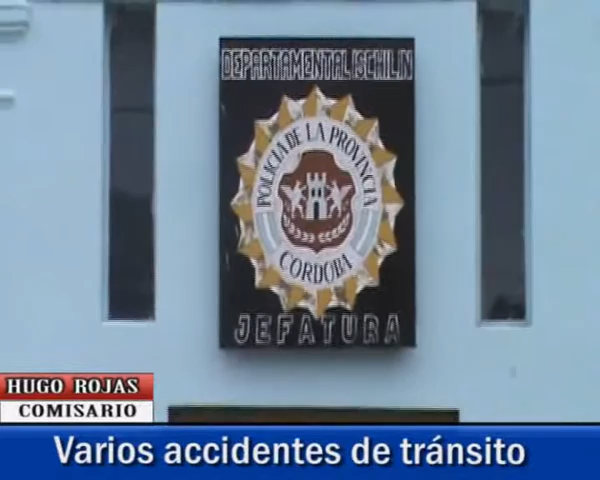 DEPARTAMENTAL ISCHILIN
POLICIA DE LA PROVINCIA
CORDOBA
JEFATURA
HUGO ROJAS
COMISARIO
Varios accidentes de tránsito